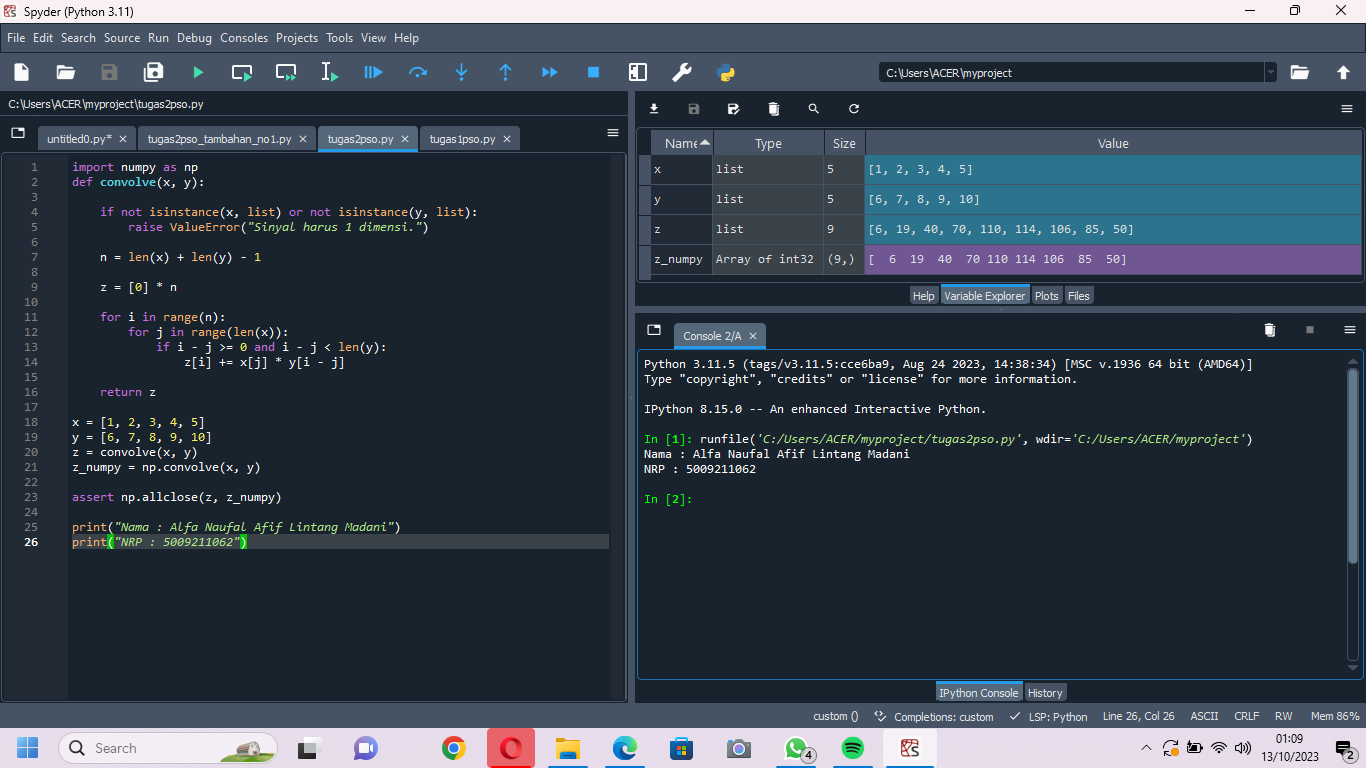 Spyder (Python 3.11)
File Edit Search Source Run Debug Consoles Projects Tools View Help
C:\Users\ACER\myproject
C:\Users\ACER\myproject\tugas2pso.py
untitled0.py* tugas2pso_tambahan_no1.py tugas2pso.py tugas1pso.py
1 import numpy as np
2 def convolve(x, y):
3
4     if not isinstance(x, list) or not isinstance(y, list):
5         raise ValueError("Sinyal harus 1 dimensi.")
6
7     n = len(x) + len(y) - 1
8
9     z = [0] * n
10
11     for i in range(n):
12         for j in range(len(x)):
13             if i - j >= 0 and i - j < len(y):
14                 z[i] += x[j] * y[i - j]
15
16     return z
17
18 x = [1, 2, 3, 4, 5]
19 y = [6, 7, 8, 9, 10]
20 z = convolve(x, y)
21 z_numpy = np.convolve(x, y)
22
23 assert np.allclose(z, z_numpy)
24
25 print("Nama : Alfa Naufal Afif Lintang Madani")
26 print("NRP : 5009211062")
Name Type Size Value
x list 5 [1, 2, 3, 4, 5]
y list 5 [6, 7, 8, 9, 10]
z list 9 [6, 19, 40, 70, 110, 114, 106, 85, 50]
z_numpy Array of int32 (9,) [  6  19  40  70 110 114 106  85  50]
Help Variable Explorer Plots Files
Console 2/A
Python 3.11.5 (tags/v3.11.5:cce6ba9, Aug 24 2023, 14:38:34) [MSC v.1936 64 bit (AMD64)]
Type "copyright", "credits" or "license" for more information.
IPython 8.15.0 -- An enhanced Interactive Python.
In [1]: runfile('C:/Users/ACER/myproject/tugas2pso.py', wdir='C:/Users/ACER/myproject')
Nama : Alfa Naufal Afif Lintang Madani
NRP : 5009211062
In [2]:
IPython Console History
custom () Completions: custom LSP: Python Line 26, Col 26 ASCII CRLF RW Mem 86%
Search
4
01:09
13/10/2023
2